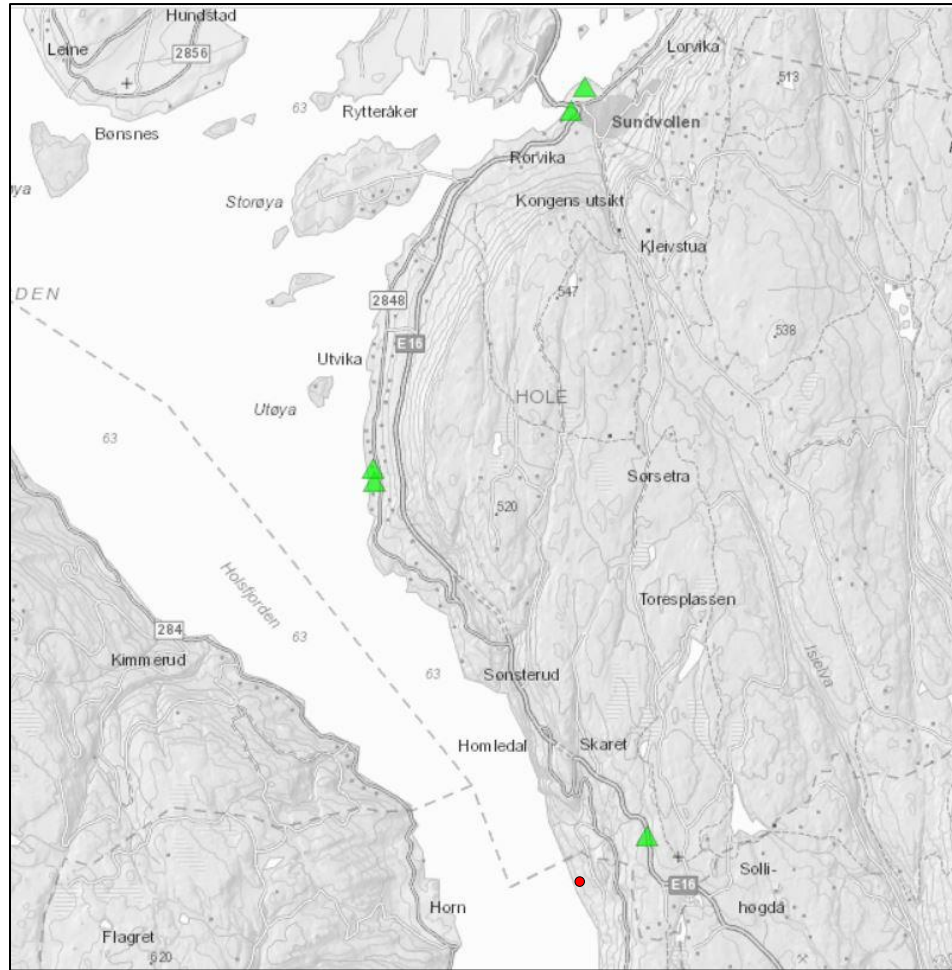 Hundstad
Leine
2856
Lorvika
513
63
Rytteråker
Sundvollen
Bønsnes
Rørvika
Storøya
Kongens utsikt
Kleivstua
DEN
547
2848
538
E 16
Utvika
HOLE
Utøya
63
Sørsetra
520
Holsfjorden
Toresplassen
284
63
Kimmerud
Isielva
63
Sønsterud
Homledal
Skaret
Solli-
høgda
E16
Horn
Flagret
620